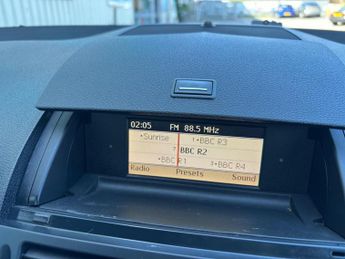 02:05 FM 88.5 MHz
•Sunrise •BBC R3
BBC R2
•BBC R1 •BBC R4
Radio Presets Sound